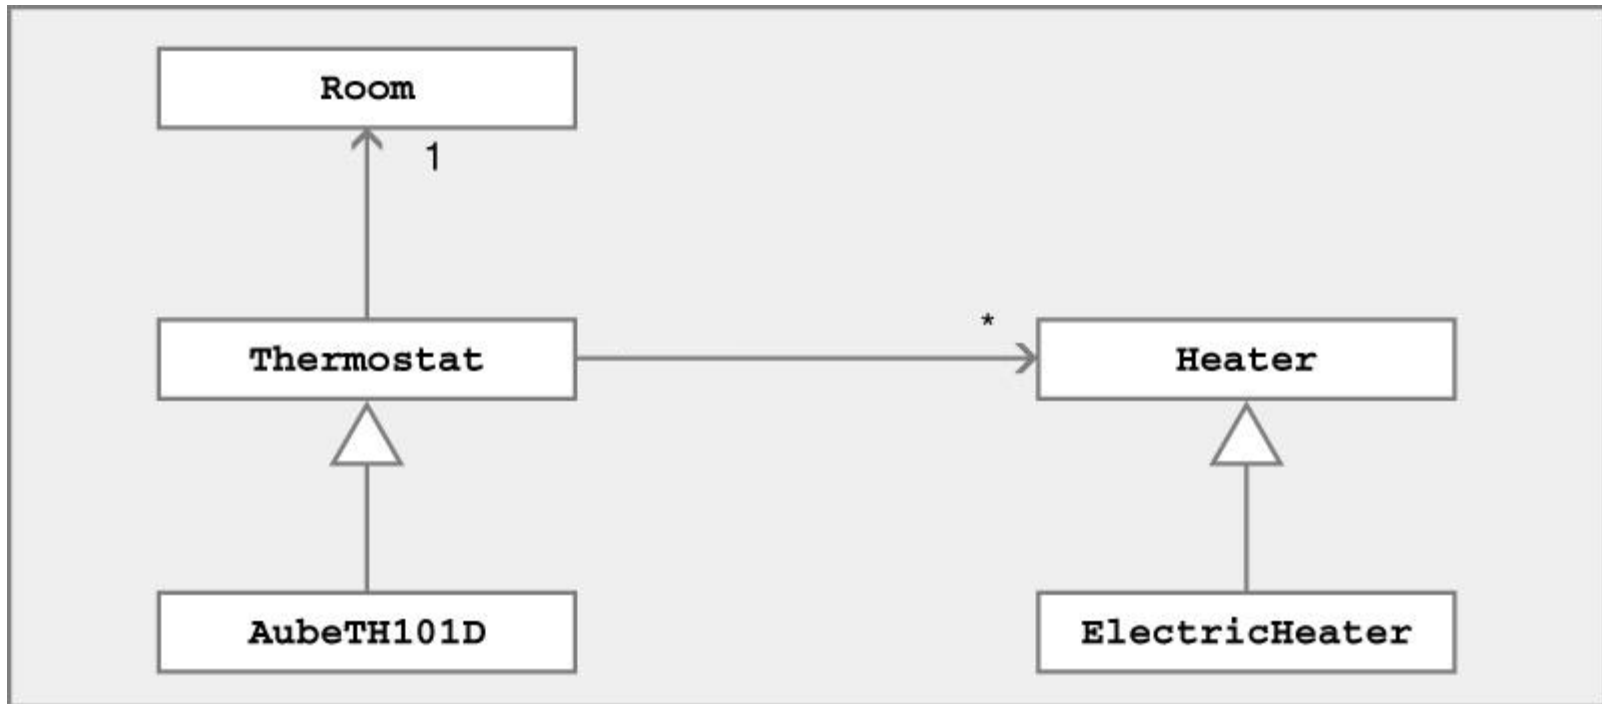 Room
1
Thermostat
*
Heater
AubeTH101D
ElectricHeater